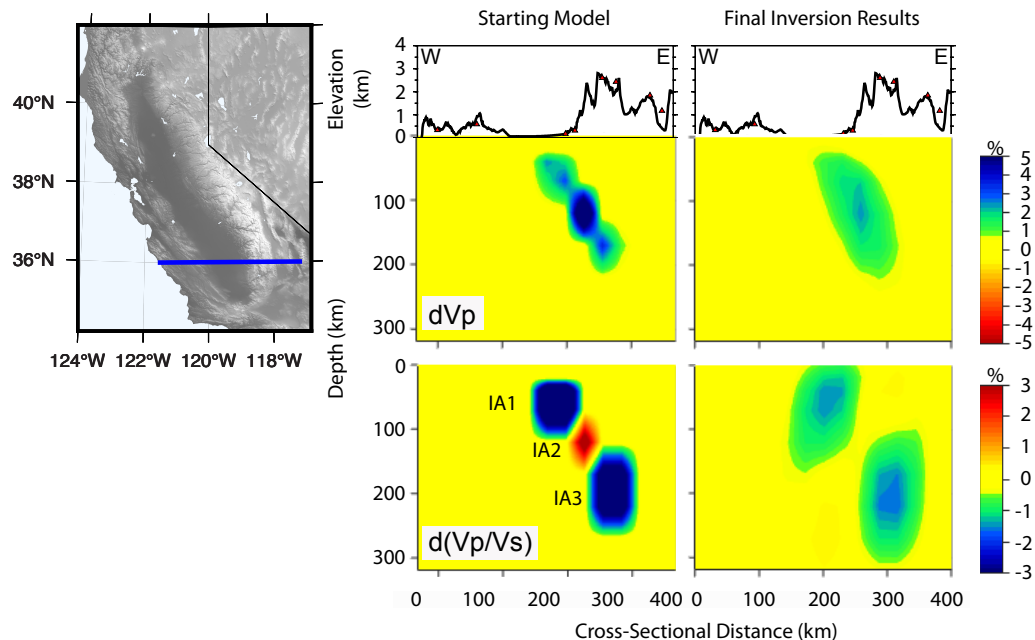 Starting Model
Final Inversion Results
Elevation
(km)
4
3
2
1
0
W
E
W
E
40°N
38°N
36°N
124°W
122°W
120°W
118°W
Depth (km)
100
200
300
dVp
%
5
4
3
2
1
0
-1
-2
-3
-4
-5
0
100
200
300
IA1
IA2
IA3
d(Vp/Vs)
%
3
2
1
0
-1
-2
-3
0
100
200
300
400
0
100
200
300
400
Cross-Sectional Distance (km)